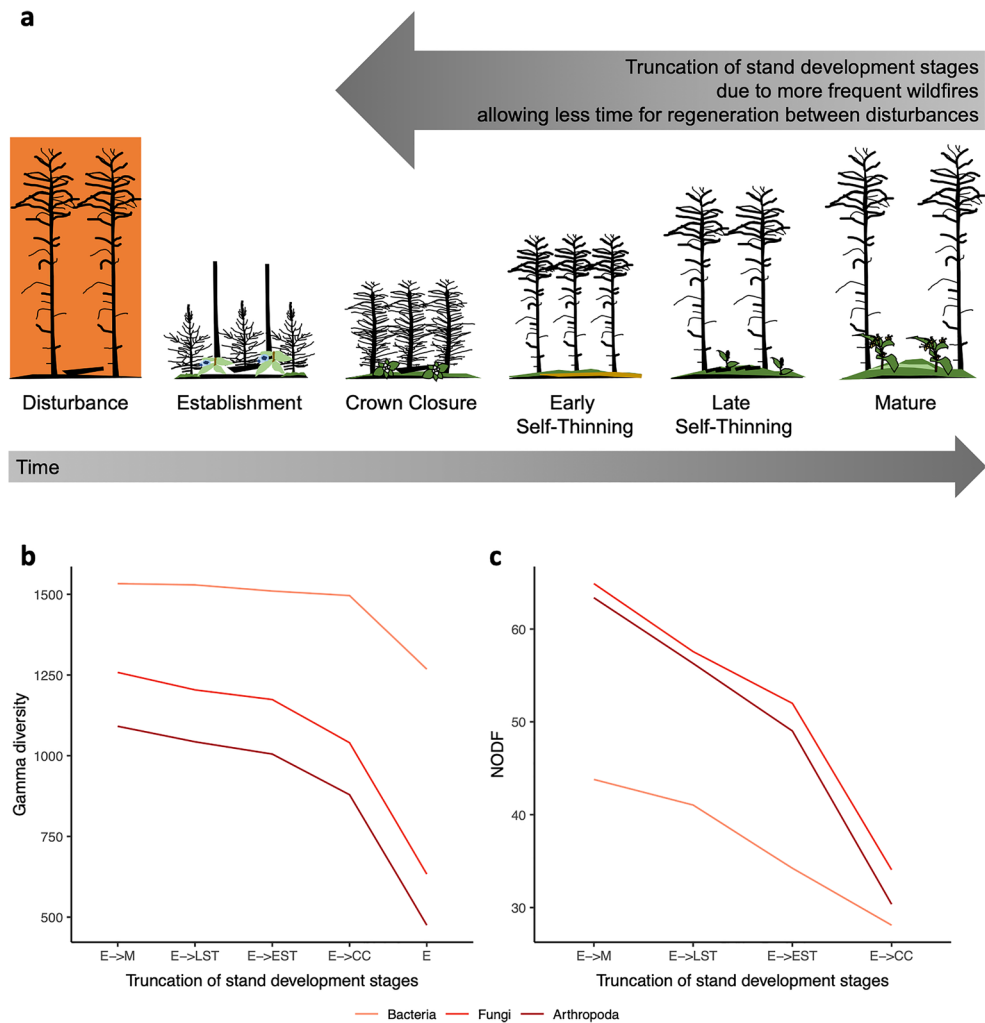 a
Truncation of stand development stages
due to more frequent wildfires
allowing less time for regeneration between disturbances
Disturbance
Establishment
Crown Closure
Early
Self-Thinning
Late
Self-Thinning
Mature
Time
b
Gamma diversity
1500
1250
1000
750
500
E–>M
E–>LST
E–>EST
E–>CC
E
Truncation of stand development stages
c
NODF
60
50
40
30
E–>M
E–>LST
E–>EST
E–>CC
Truncation of stand development stages
Bacteria
Fungi
Arthropoda